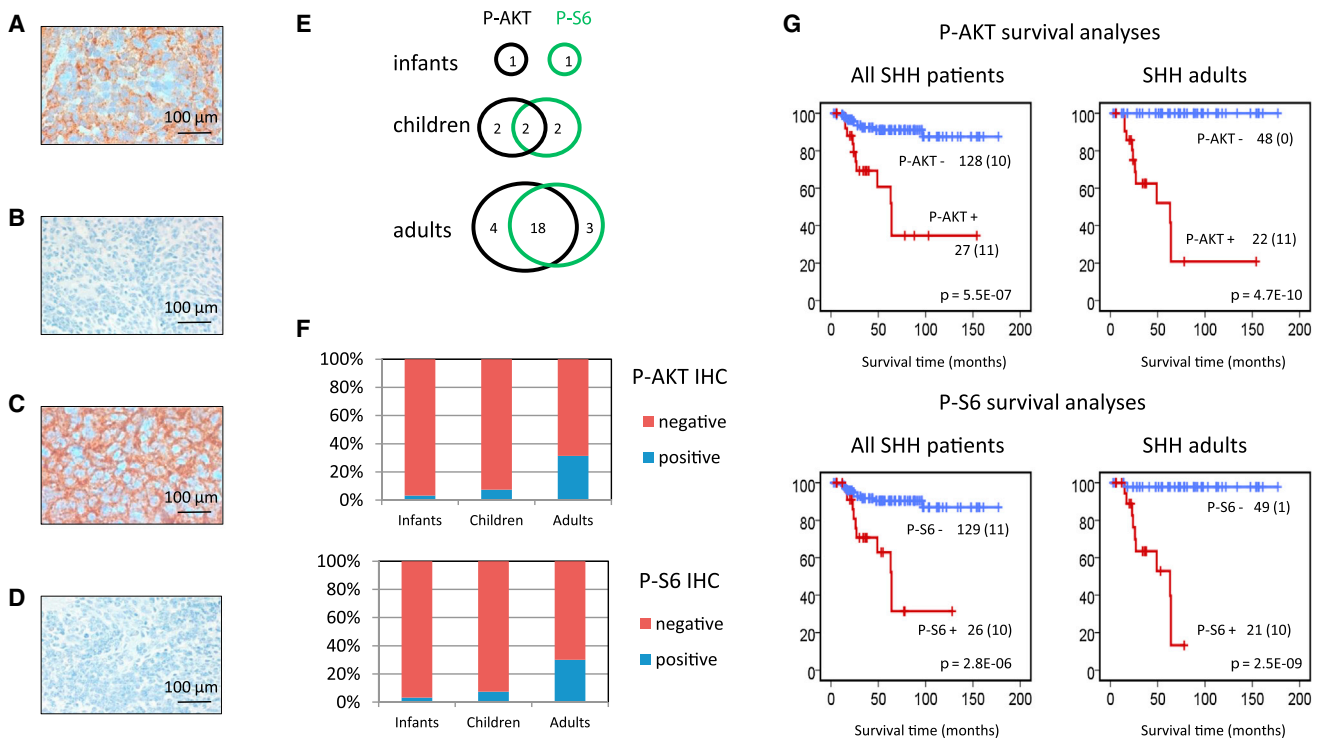 A
100 µm
B
100 µm
C
100 µm
D
100 µm
E
P-AKT P-S6
infants 1 1
children 2 2 2
adults 4 18 3
F
100%
80%
60%
40%
20%
0%
Infants Children Adults
P-AKT IHC
negative
positive
100%
80%
60%
40%
20%
0%
Infants Children Adults
P-S6 IHC
negative
positive
G
P-AKT survival analyses
All SHH patients
100
80
60
40
20
0
P-AKT - 128 (10)
P-AKT +
27 (11)
p = 5.5E-07
0 50 100 150 200
Survival time (months)
SHH adults
100
80
60
40
20
0
P-AKT - 48 (0)
P-AKT + 22 (11)
p = 4.7E-10
0 50 100 150 200
Survival time (months)
P-S6 survival analyses
All SHH patients
100
80
60
40
20
0
P-S6 - 129 (11)
P-S6 + 26 (10)
p = 2.8E-06
0 50 100 150 200
Survival time (months)
SHH adults
100
80
60
40
20
0
P-S6 - 49 (1)
P-S6 + 21 (10)
p = 2.5E-09
0 50 100 150 200
Survival time (months)